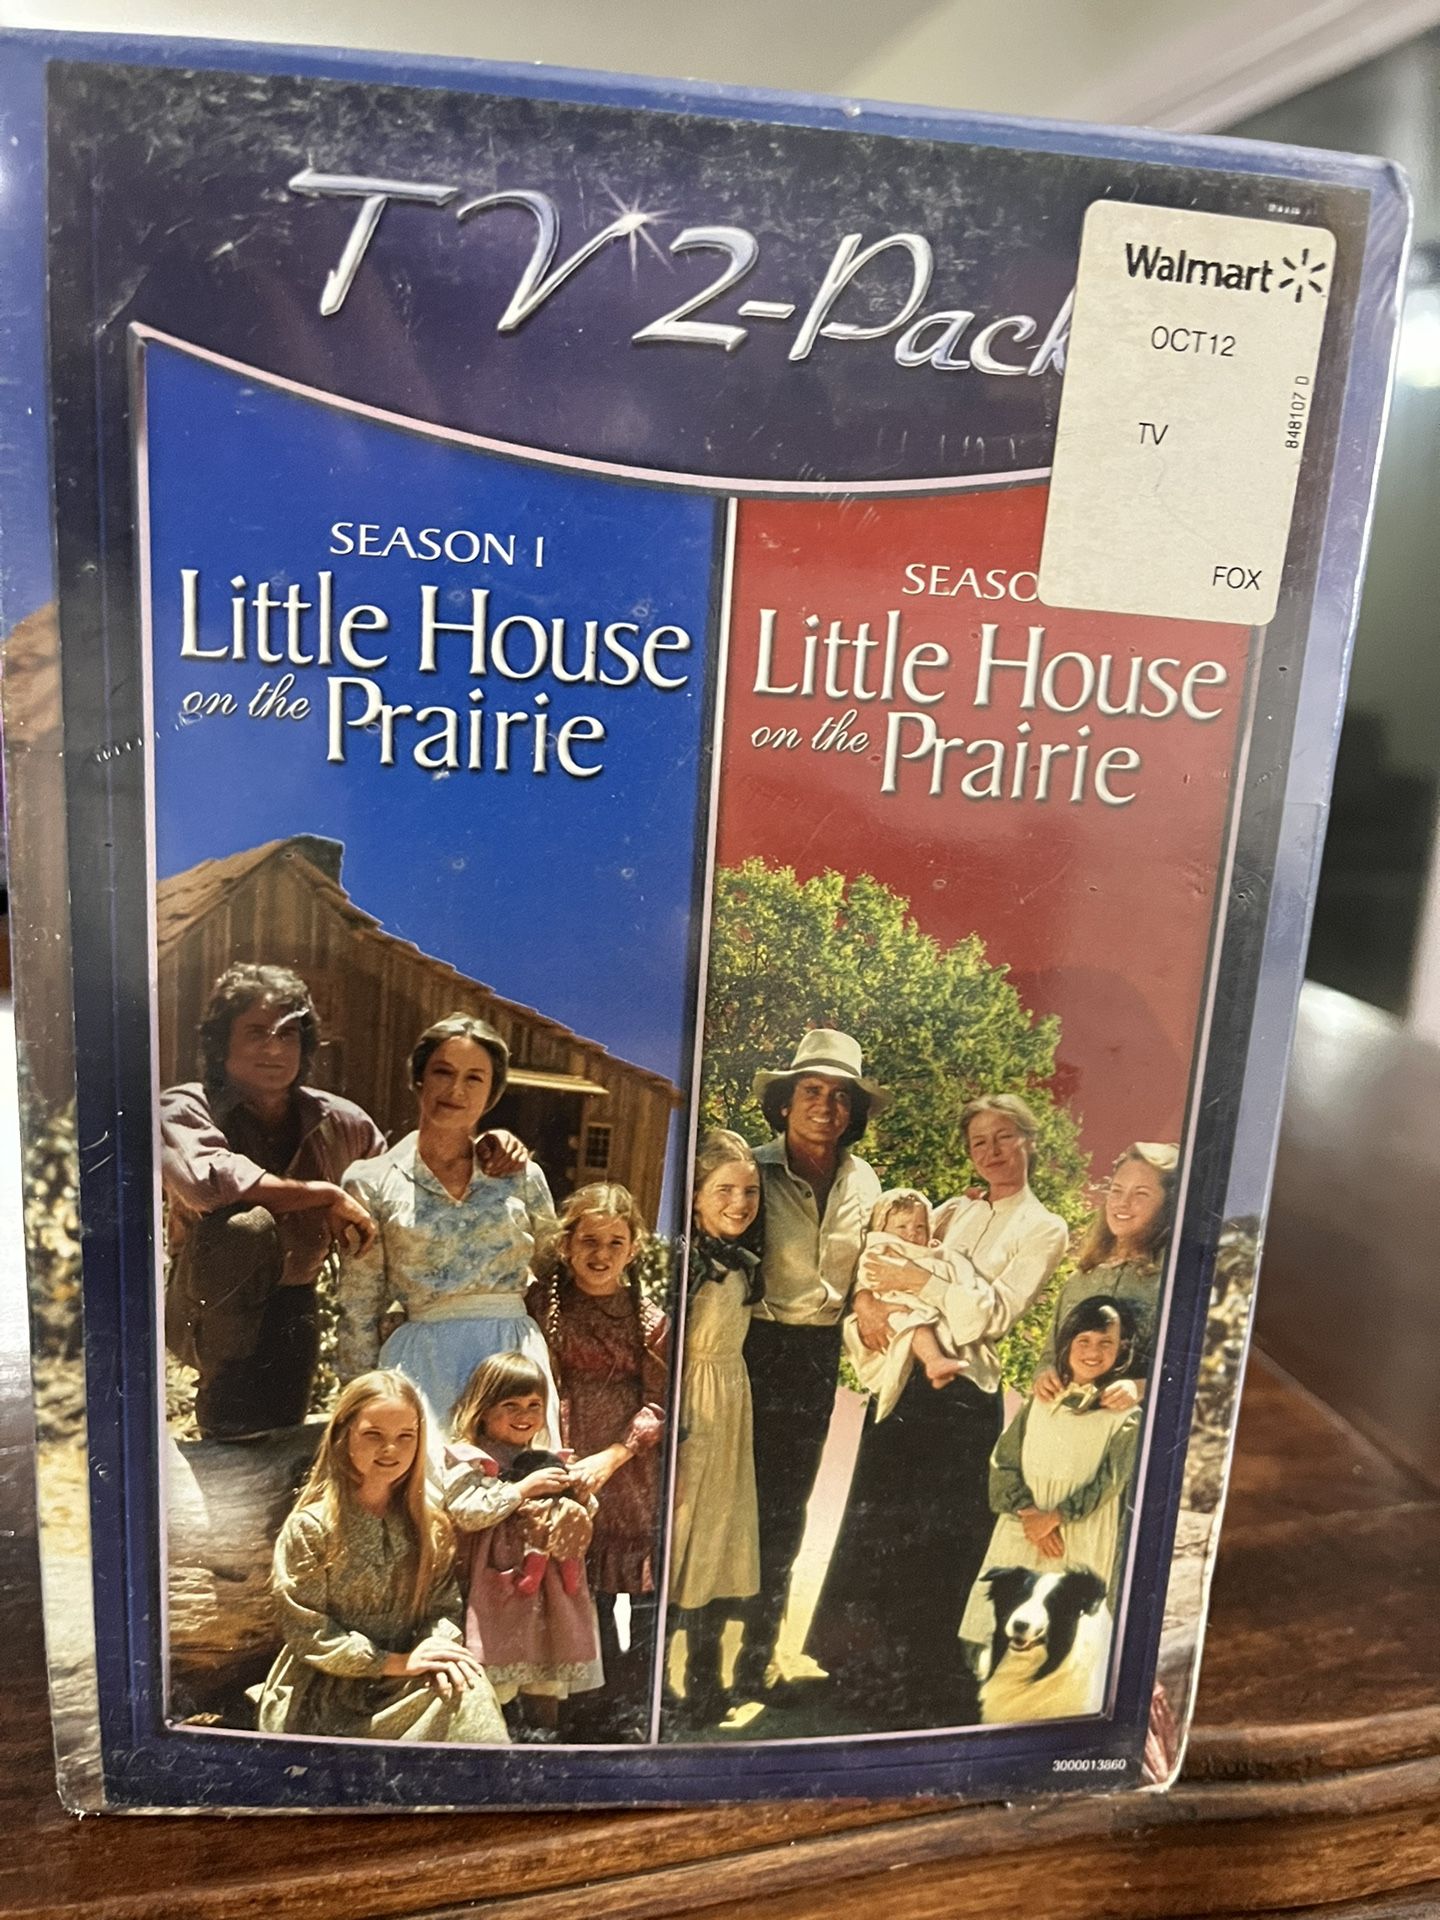 TV 2-Pack
Walmart
OCT12
TV
848107 D
FOX
SEASON 1
Little House
on the Prairie
SEASO
Little House
on the Prairie
3000013860